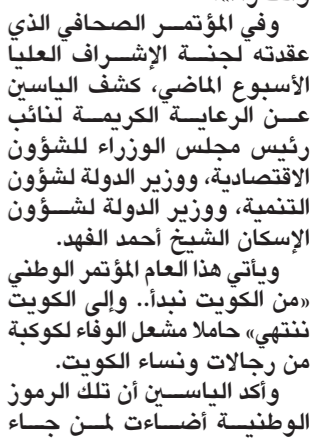 وفي المؤتمر الصحافي الذي
عقدته لجنة الإشراف العليا
الأسبوع الماضي، كشف الياسين
عن الرعاية الكريمة لنائب
رئيس مجلس الوزراء للشؤون
الاقتصادية، ووزير الدولة لشؤون
التنمية، ووزير الدولة لشؤون
الإسكان الشيخ أحمد الفهد.
ويأتي هذا العام المؤتمر الوطني
«من الكويت نبدأ.. وإلى الكويت
ننتهي» حاملا مشعل الوفاء لكوكبة
من رجالات ونساء الكويت.
وأكد الياسين أن تلك الرموز
الوطنية أضاءت لمن جاء